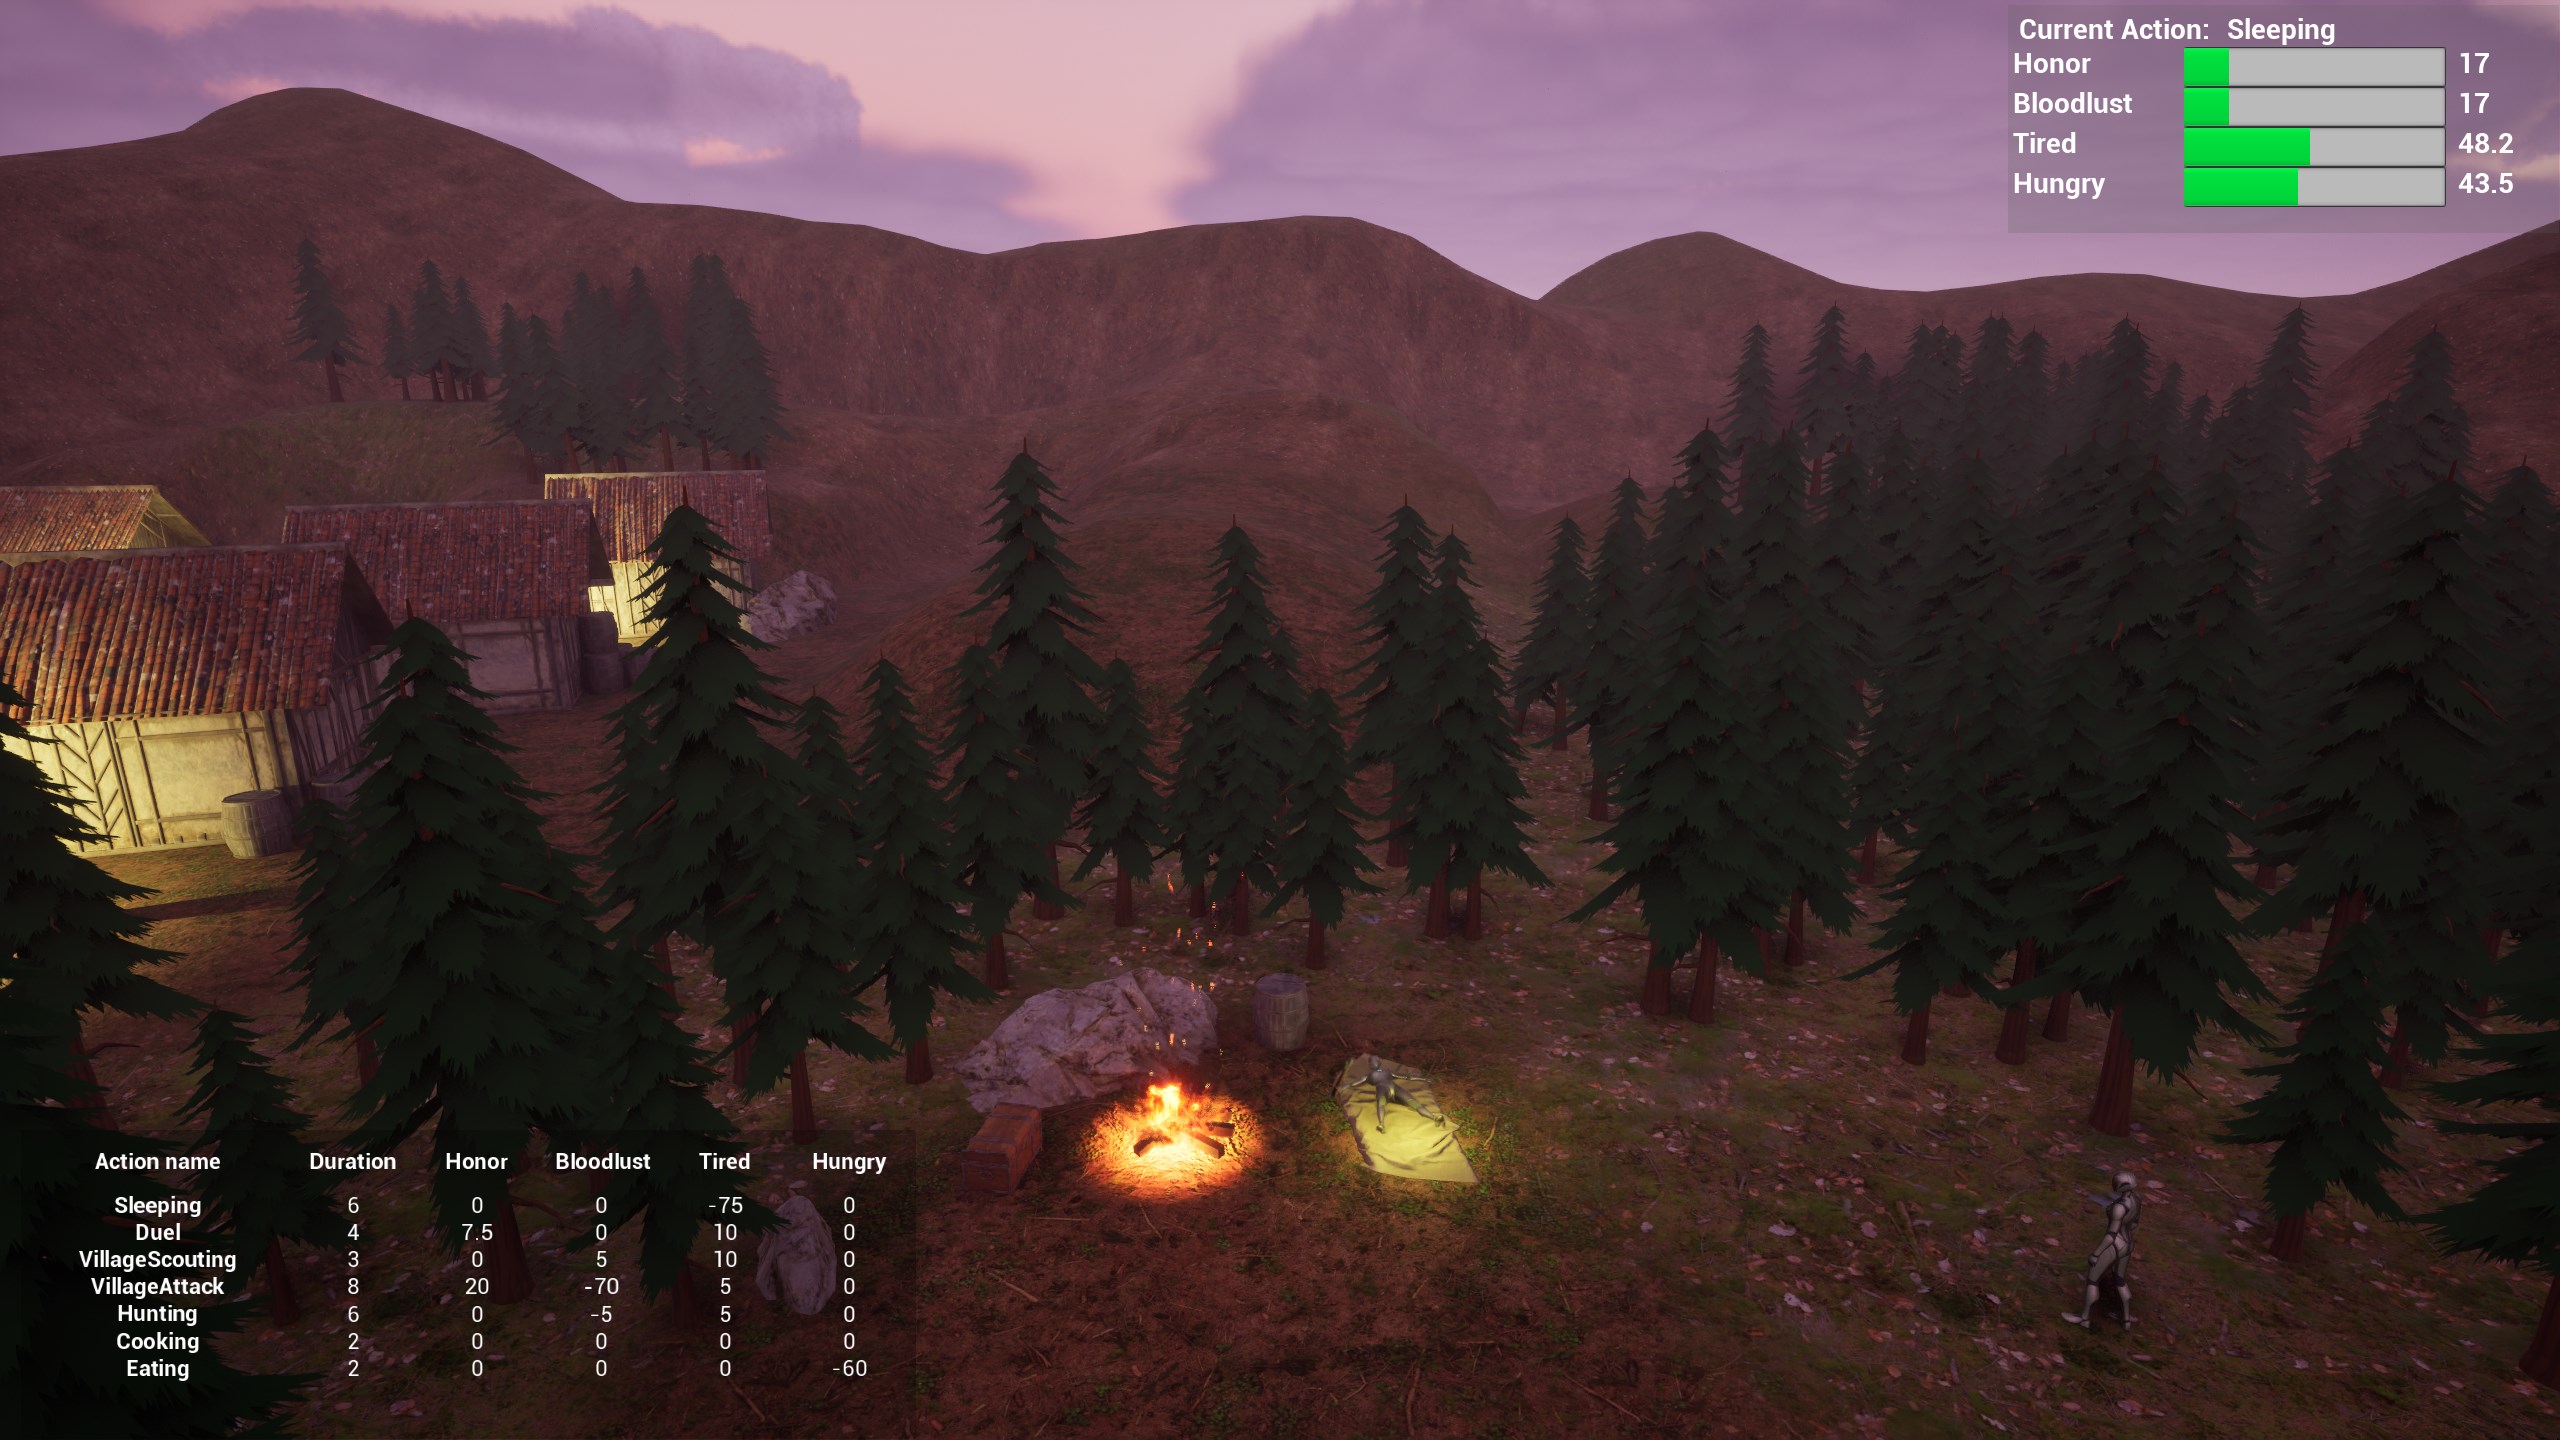 Current Action: Sleeping
Honor 17
Bloodlust 17
Tired 48.2
Hungry 43.5
Action name Duration Honor Bloodlust Tired Hungry
Sleeping 6 0 0 -75 0
Duel 4 7.5 0 10 0
VillageScouting 3 0 5 10 0
VillageAttack 8 20 -70 5 0
Hunting 6 0 -5 5 0
Cooking 2 0 0 0 0
Eating 2 0 0 0 -60